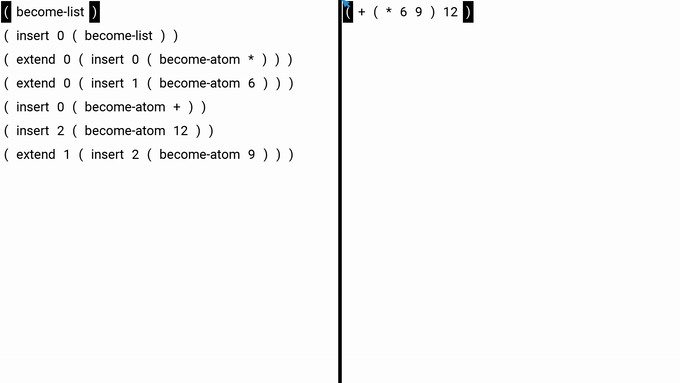 ( become-list )
( insert 0 ( become-list ) )
( extend 0 ( insert 0 ( become-atom * ) ) )
( extend 0 ( insert 1 ( become-atom 6 ) ) )
( insert 0 ( become-atom + ) )
( insert 2 ( become-atom 12 ) )
( extend 1 ( insert 2 ( become-atom 9 ) ) )
( + ( * 6 9 ) 12 )